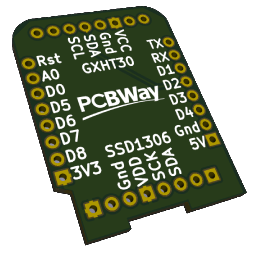 SCL
SDA
Gnd
VCC
GXHT30
Rst
A0
D0
D5
D6
D7
D8
3V3
TX
RX
D1
D2
D3
D4
Gnd
5V
PCBWay
SSD1306
Gnd
VDD
SCK
SDA